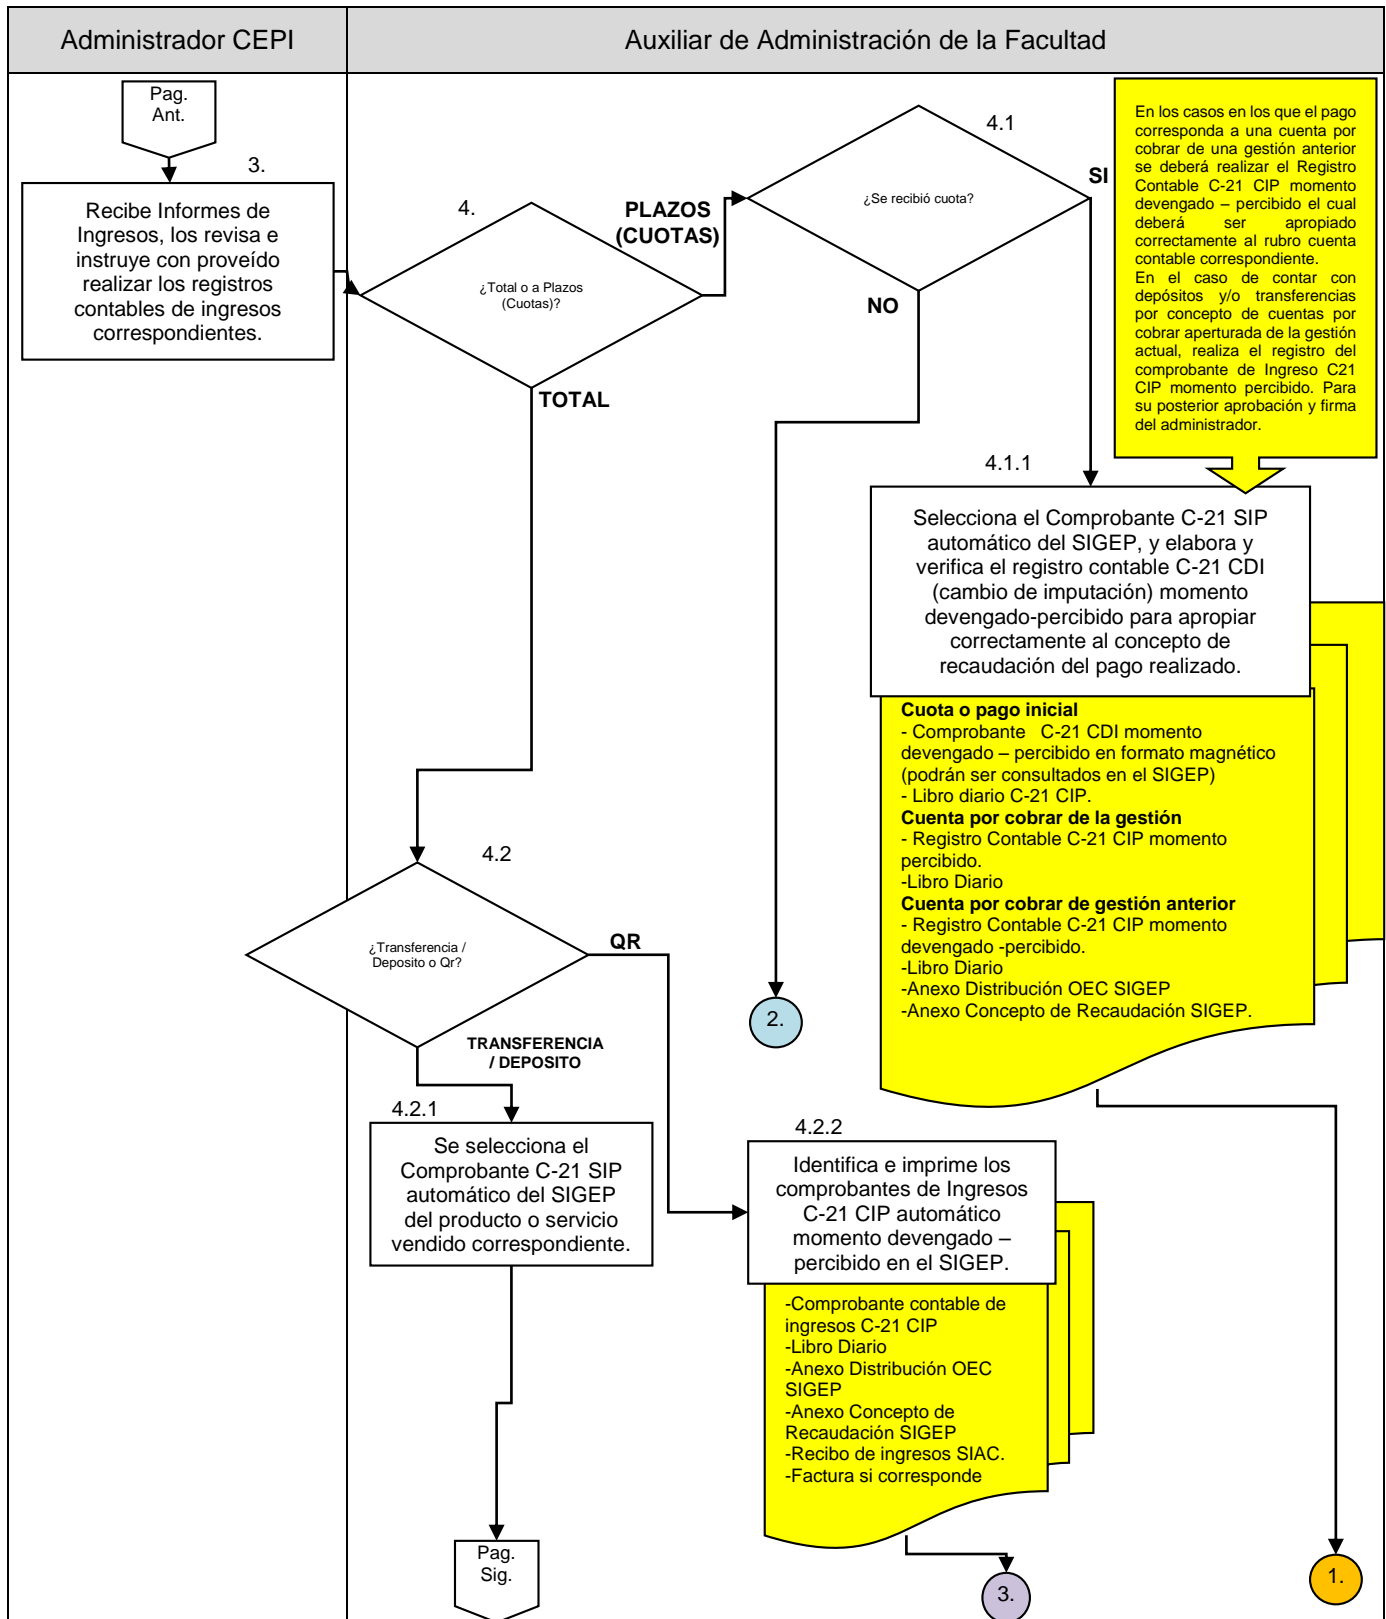 Administrador CEPI
Auxiliar de Administración de la Facultad
Pag.
Ant.
3.
Recibe Informes de
Ingresos, los revisa e
instruye con proveído
realizar los registros
contables de ingresos
correspondientes.
4.
¿Total o a Plazos
(Cuotas)?
PLAZOS
(CUOTAS)
TOTAL
4.1
¿Se recibió cuota?
SI
NO
En los casos en los que el pago
corresponda a una cuenta por
cobrar de una gestión anterior
se deberá realizar el Registro
Contable C-21 CIP momento
devengado – percibido el cual
deberá ser apropiado
correctamente al rubro cuenta
contable correspondiente.
En el caso de contar con
depósitos y/o transferencias
por concepto de cuentas por
cobrar aperturada de la gestión
actual, realiza el registro del
comprobante de Ingreso C21
CIP momento percibido. Para
su posterior aprobación y firma
del administrador.
4.1.1
Selecciona el Comprobante C-21 SIP
automático del SIGEP, y elabora y
verifica el registro contable C-21 CDI
(cambio de imputación) momento
devengado-percibido para apropiar
correctamente al concepto de
recaudación del pago realizado.
Cuota o pago inicial
- Comprobante C-21 CDI momento
devengado – percibido en formato magnético
(podrán ser consultados en el SIGEP)
- Libro diario C-21 CIP.
Cuenta por cobrar de la gestión
- Registro Contable C-21 CIP momento
percibido.
-Libro Diario
Cuenta por cobrar de gestión anterior
- Registro Contable C-21 CIP momento
devengado -percibido.
-Libro Diario
-Anexo Distribución OEC SIGEP
-Anexo Concepto de Recaudación SIGEP.
4.2
¿Transferencia /
Deposito o Qr?
QR
TRANSFERENCIA
/ DEPOSITO
2.
4.2.1
Se selecciona el
Comprobante C-21 SIP
automático del SIGEP
del producto o servicio
vendido correspondiente.
4.2.2
Identifica e imprime los
comprobantes de Ingresos
C-21 CIP automático
momento devengado –
percibido en el SIGEP.
-Comprobante contable de
ingresos C-21 CIP
-Libro Diario
-Anexo Distribución OEC
SIGEP
-Anexo Concepto de
Recaudación SIGEP
-Recibo de ingresos SIAC.
-Factura si corresponde
Pag.
Sig.
3.
1.